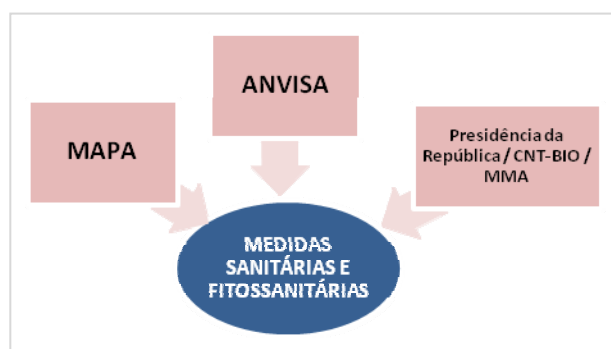 ANVISA
MAPA
Presidência da
República / CNT-BIO /
MMA
MEDIDAS
SANITÁRIAS E
FITOSSANITÁRIAS